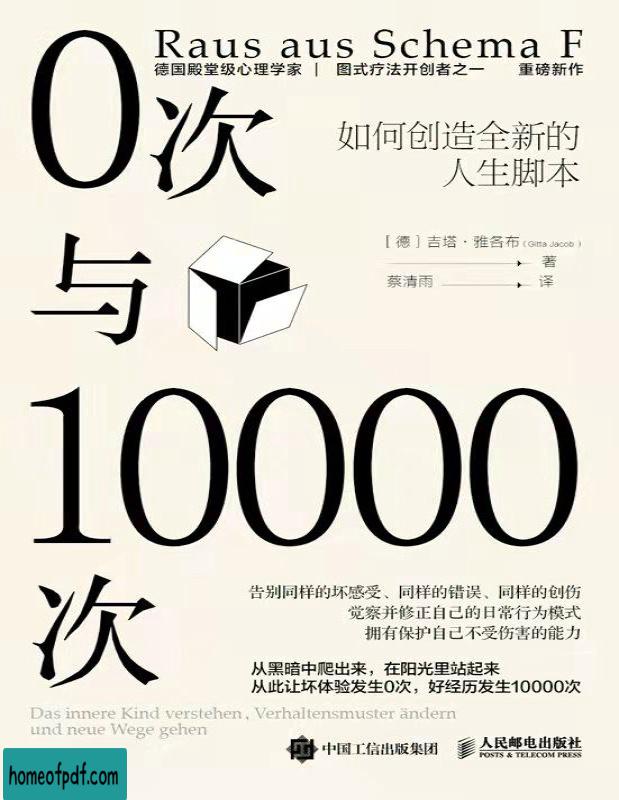 Raus aus Schema F
德国殿堂级心理学家 | 图式疗法开创者之一 重磅新作
0次
如何创造全新的
人生脚本
[德]吉塔·雅各布(Gitta Jacob)
著
蔡清雨 译
与
10000
次
告别同样的坏感受、同样的错误、同样的创伤
觉察并修正自己的日常行为模式
拥有保护自己不受伤害的能力
从黑暗中爬出来,在阳光里站起来
从此让坏体验发生0次,好经历发生10000次
Das innere Kind verstehen, Verhaltensmuster ändern
und neue Wege gehen
中国工信出版集团
人民邮电出版社
POSTS & TELECOM PRESS
homeofpdf.com